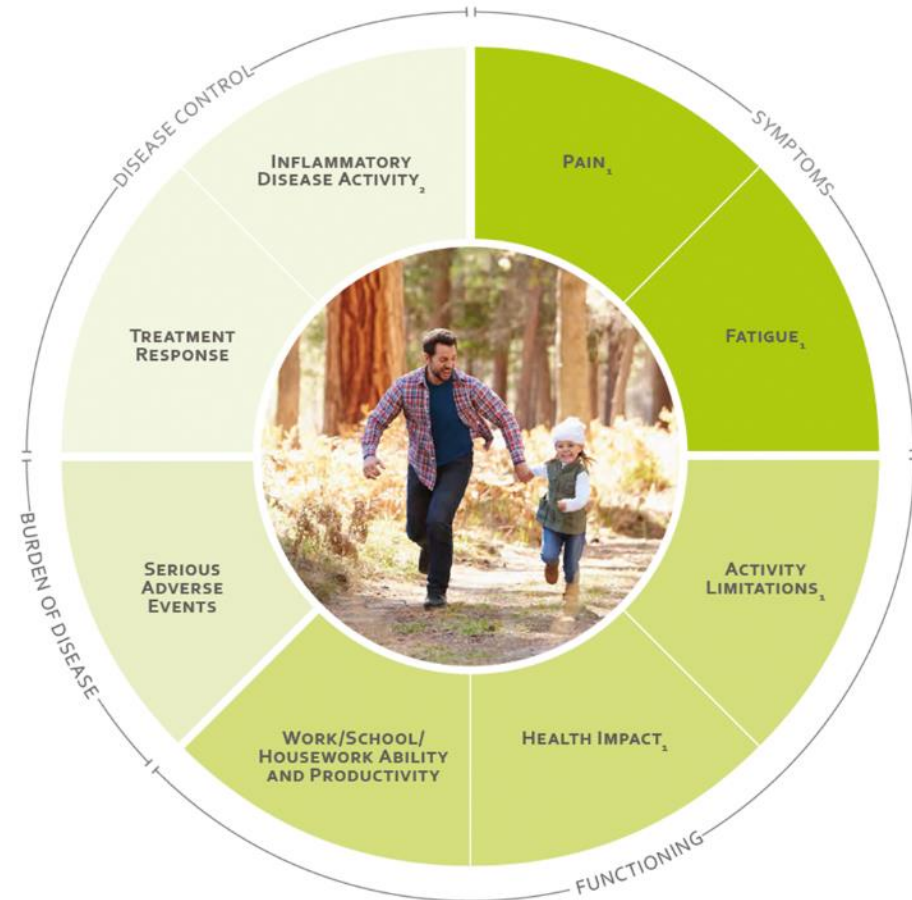 DISEASE CONTROL
SYMPTOMS
INFLAMMATORY
DISEASE ACTIVITY2
PAIN1
TREATMENT
RESPONSE
FATIGUE1
BURDEN OF DISEASE
SERIOUS
ADVERSE
EVENTS
ACTIVITY
LIMITATIONS1
WORK/SCHOOL/
HOUSEWORK ABILITY
AND PRODUCTIVITY
HEALTH IMPACT1
FUNCTIONING